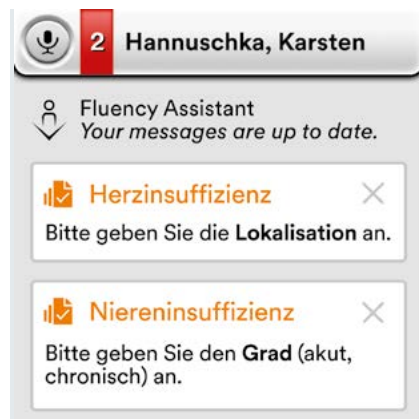 2 Hannuschka, Karsten
Fluency Assistant
Your messages are up to date.
Herzinsuffizienz
Bitte geben Sie die Lokalisation an.
Niereninsuffizienz
Bitte geben Sie den Grad (akut,
chronisch) an.